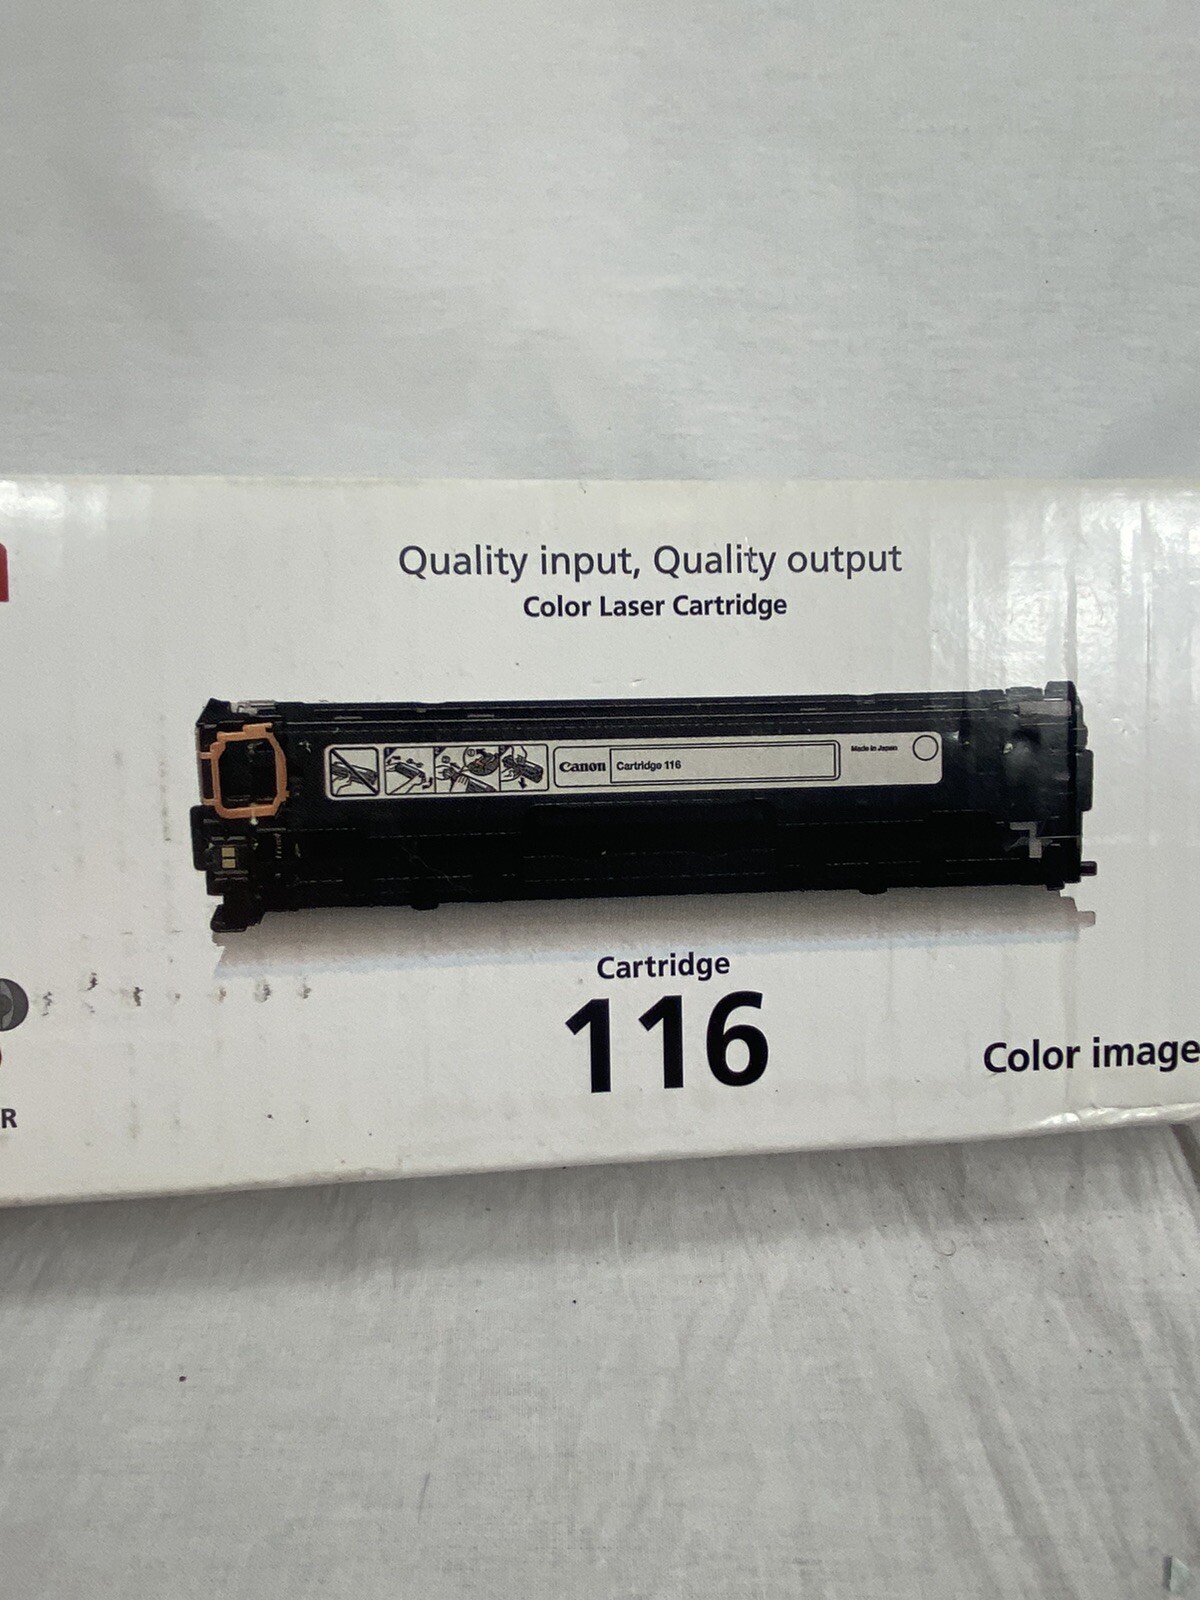 Quality input, Quality output
Color Laser Cartridge
Canon Cartridge 116
Made in Japan
Cartridge
116
Color image
R